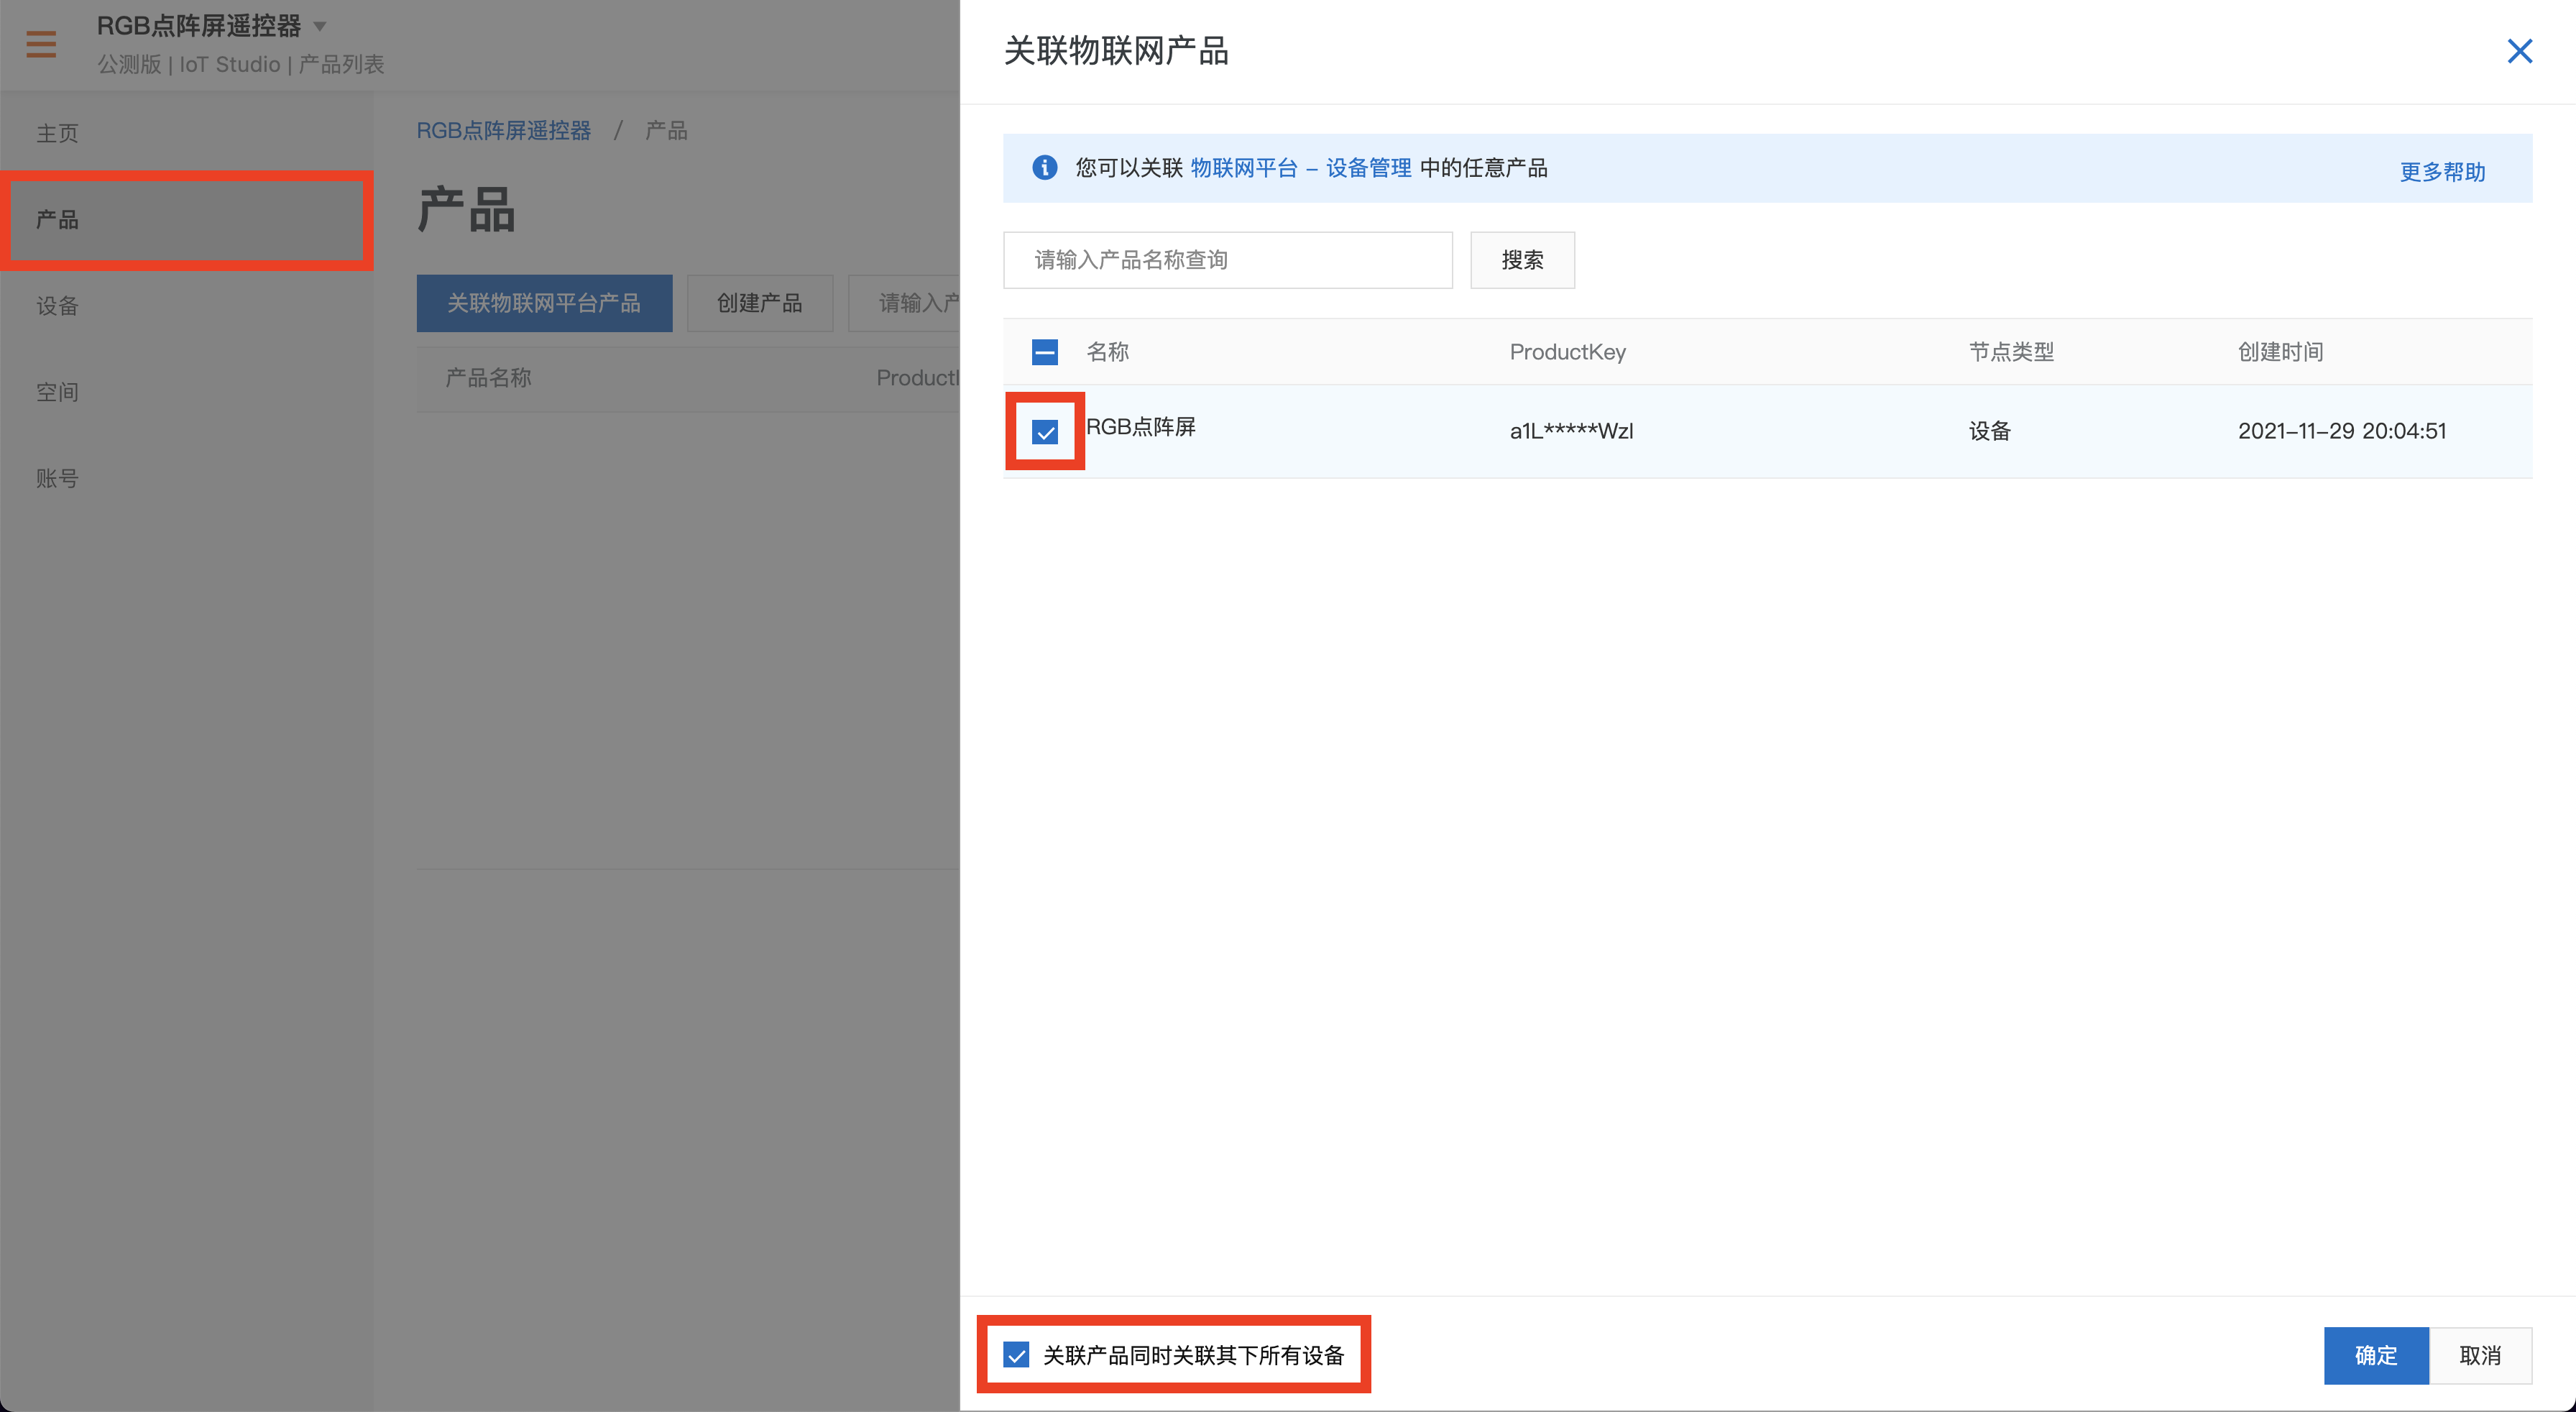 RGB点阵屏遥控器
公测版 | IoT Studio | 产品列表
主页
产品
设备
空间
账号
RGB点阵屏遥控器 / 产品
产品
关联物联网平台产品 创建产品 请输入产
产品名称 Product
关联物联网产品
您可以关联 物联网平台 – 设备管理 中的任意产品 更多帮助
请输入产品名称查询 搜索
名称 ProductKey 节点类型 创建时间
RGB点阵屏 a1L*****Wzl 设备 2021–11–29 20:04:51
关联产品同时关联其下所有设备 确定 取消